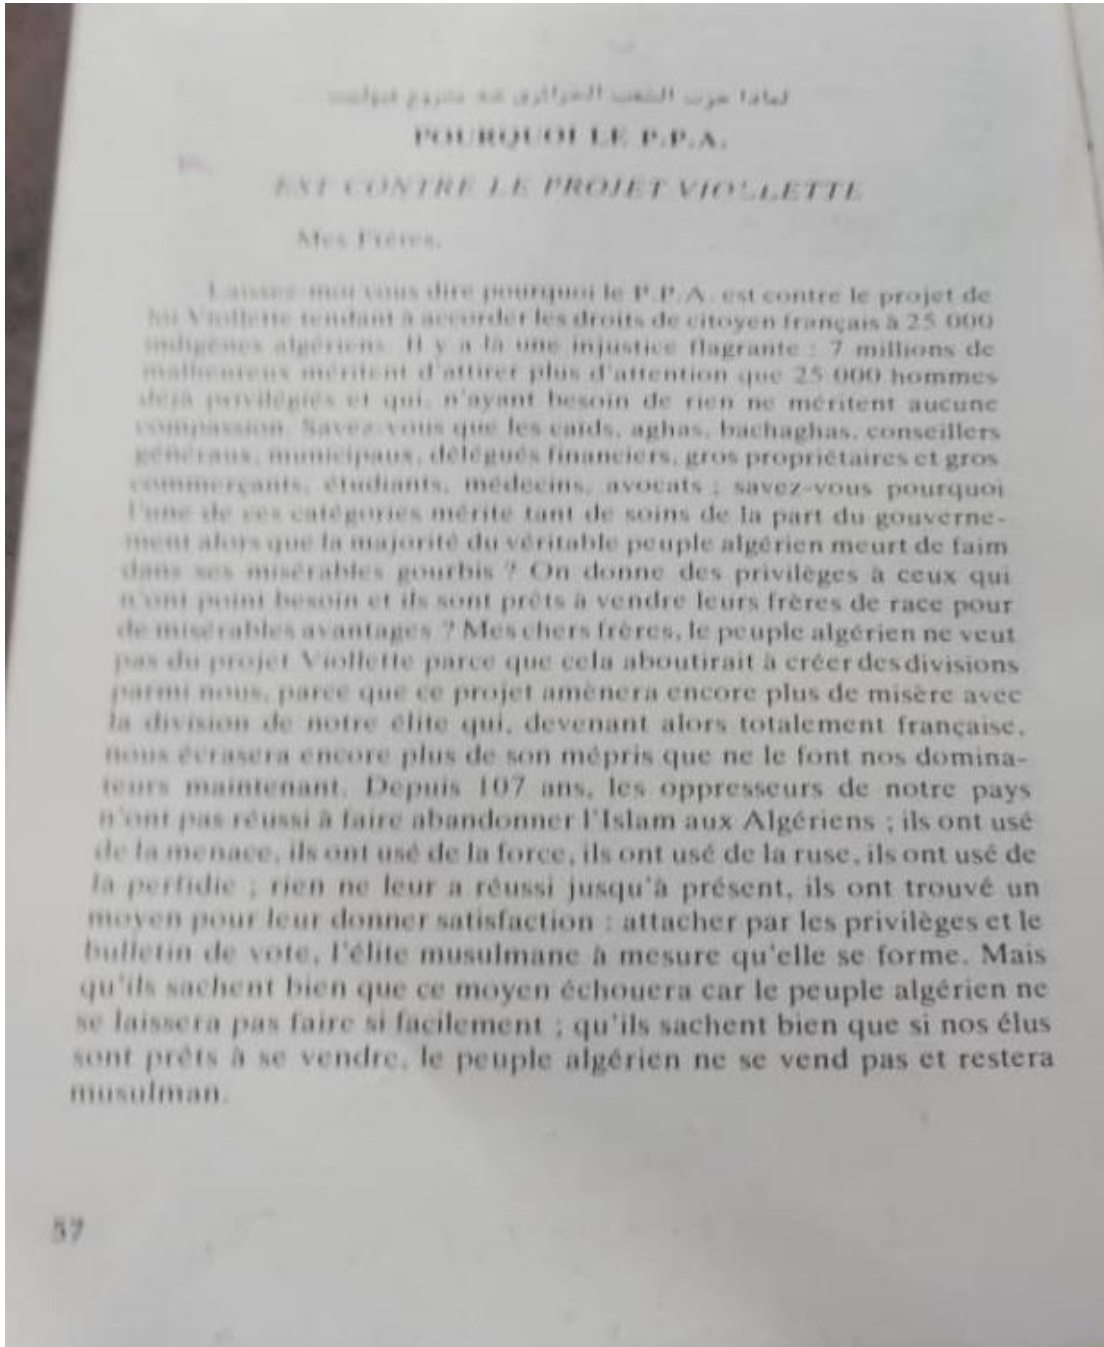 لماذا حزب الشعب الجزائري ضد مشروع فيوليت
POURQUOI LE P.P.A.
EST CONTRE LE PROJET VIOLLETTE
Mes Frères,
Laissez-moi vous dire pourquoi le P.P.A. est contre le projet de
loi Viollette tendant à accorder les droits de citoyen français à 25 000
indigènes algériens. Il y a là une injustice flagrante : 7 millions de
malheureux méritent d'attirer plus d'attention que 25 000 hommes
déjà privilégiés et qui, n'ayant besoin de rien ne méritent aucune
compassion. Savez-vous que les caïds, aghas, bachaghas, conseillers
généraux, municipaux, délégués financiers, gros propriétaires et gros
commerçants, étudiants, médecins, avocats ; savez-vous pourquoi
l'une de ces catégories mérite tant de soins de la part du gouverne-
ment alors que la majorité du véritable peuple algérien meurt de faim
dans ses misérables gourbis ? On donne des privilèges à ceux qui
n'ont point besoin et ils sont prêts à vendre leurs frères de race pour
de misérables avantages ? Mes chers frères, le peuple algérien ne veut
pas du projet Viollette parce que cela aboutirait à créer des divisions
parmi nous, parce que ce projet amènera encore plus de misère avec
la division de notre élite qui, devenant alors totalement française,
nous écrasera encore plus de son mépris que ne le font nos domina-
teurs maintenant. Depuis 107 ans, les oppresseurs de notre pays
n'ont pas réussi à faire abandonner l'Islam aux Algériens ; ils ont usé
de la menace, ils ont usé de la force, ils ont usé de la ruse, ils ont usé de
la perfidie ; rien ne leur a réussi jusqu'à présent, ils ont trouvé un
moyen pour leur donner satisfaction : attacher par les privilèges et le
bulletin de vote, l'élite musulmane à mesure qu'elle se forme. Mais
qu'ils sachent bien que ce moyen échouera car le peuple algérien ne
se laissera pas faire si facilement ; qu'ils sachent bien que si nos élus
sont prêts à se vendre, le peuple algérien ne se vend pas et restera
musulman.
57